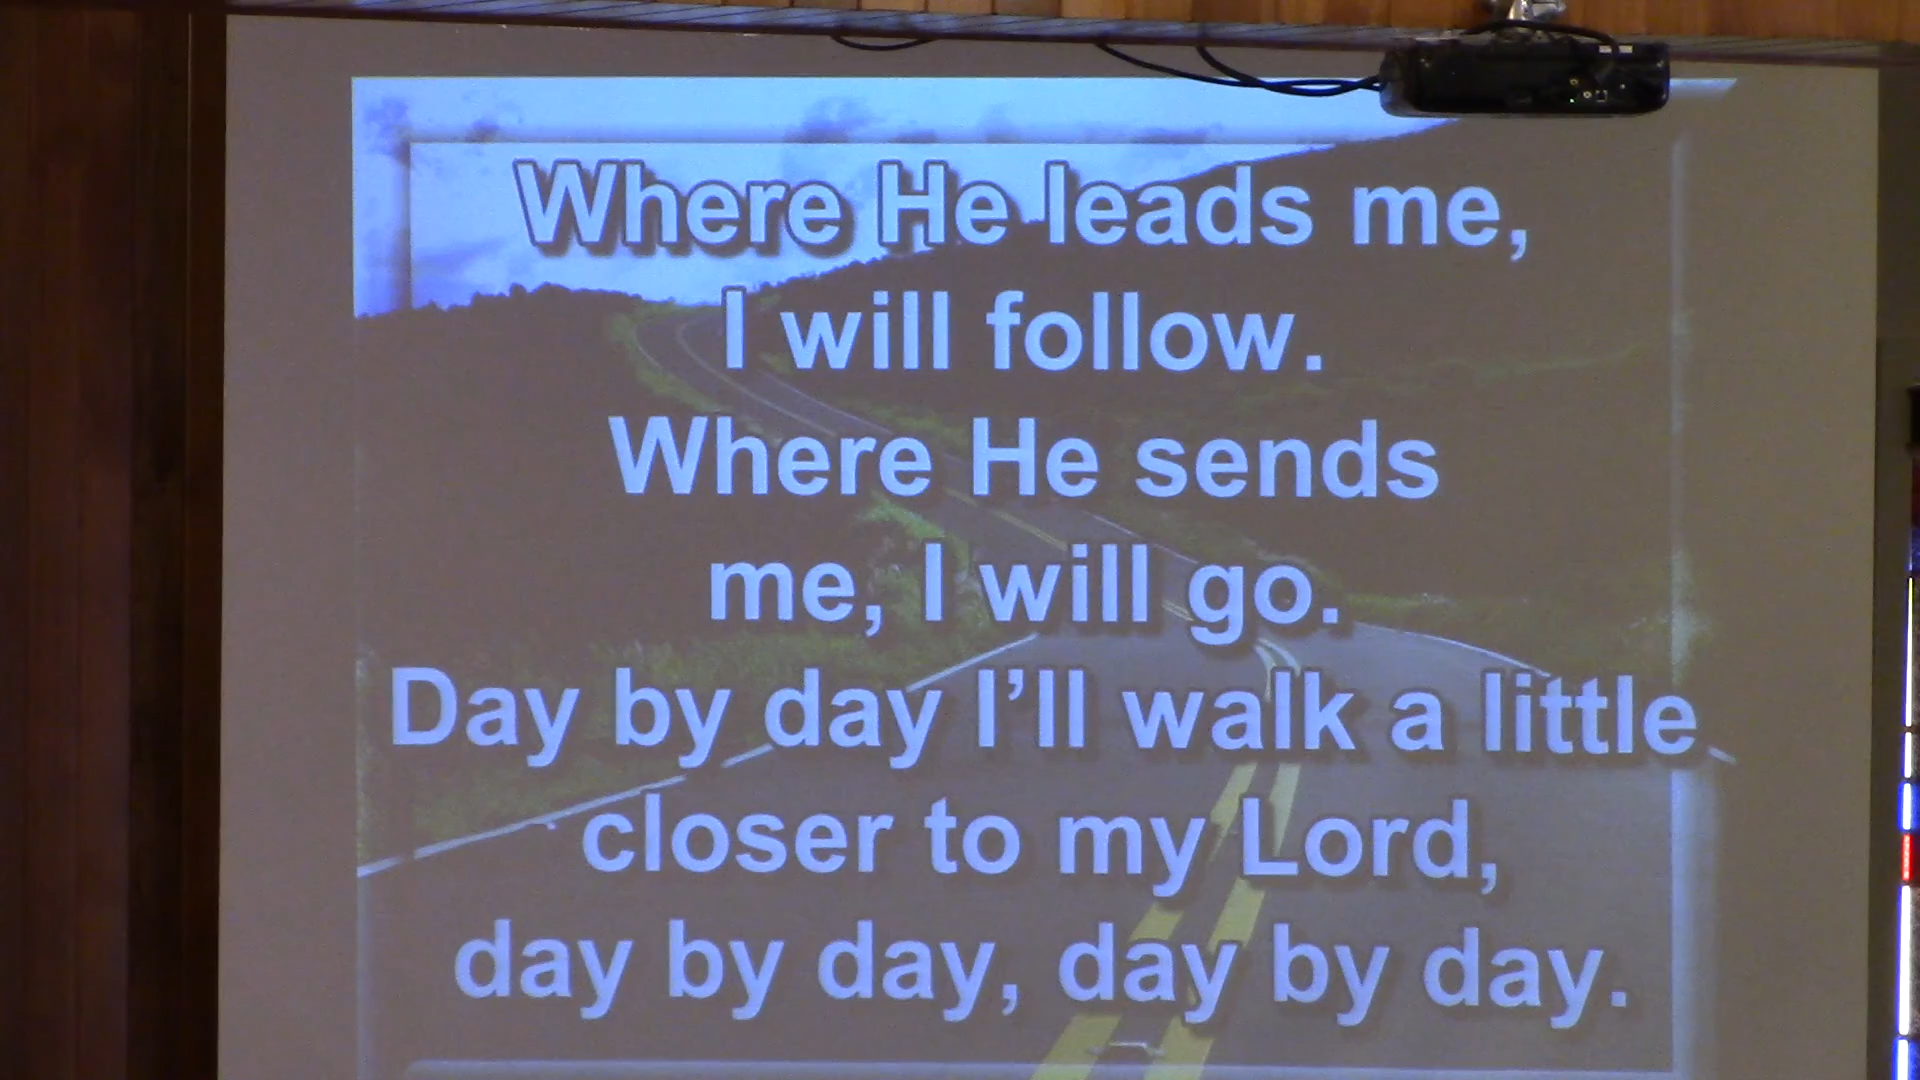 Where He leads me,
I will follow.
Where He sends
me, I will go.
Day by day I’ll walk a little
closer to my Lord,
day by day, day by day.